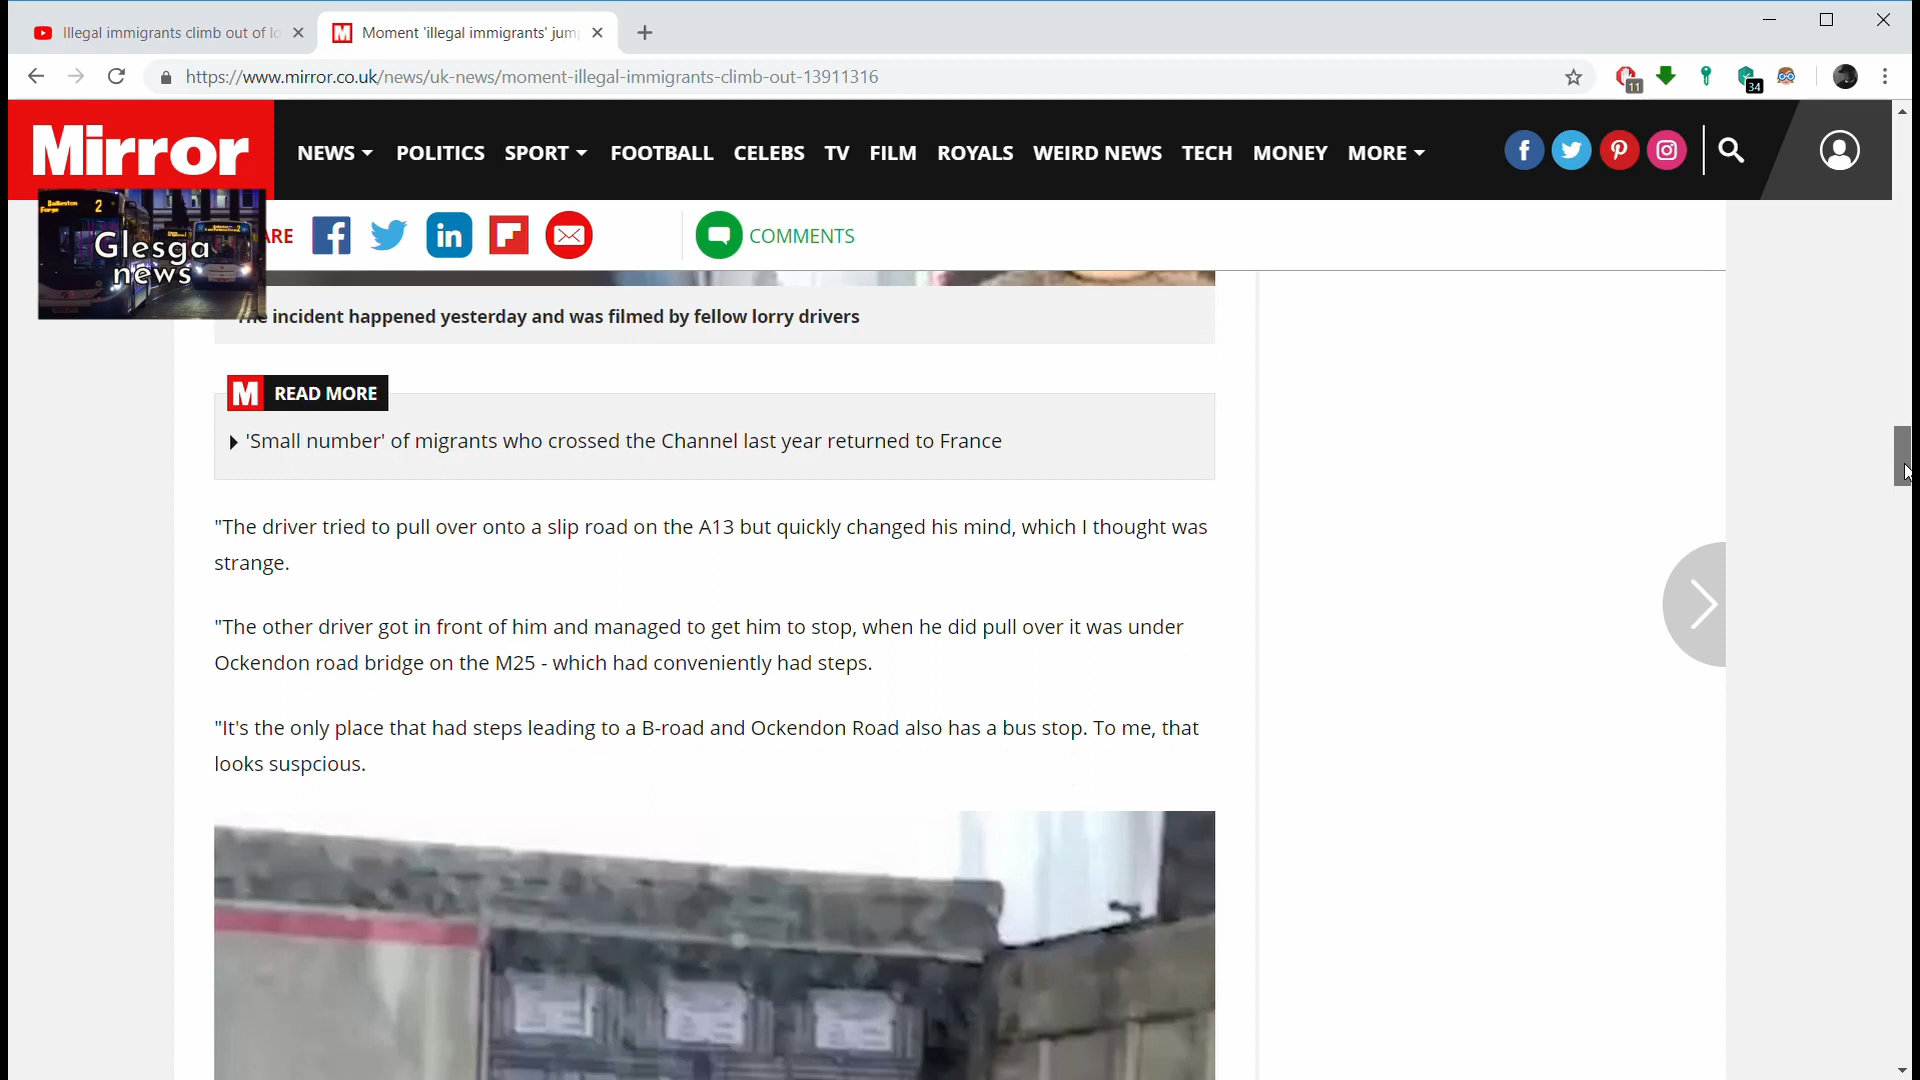 Illegal immigrants climb out of lo
Moment 'illegal immigrants' jum
https://www.mirror.co.uk/news/uk-news/moment-illegal-immigrants-climb-out-13911316
11
34
Mirror
NEWS POLITICS SPORT FOOTBALL CELEBS TV FILM ROYALS WEIRD NEWS TECH MONEY MORE
Bailieston
2
Glesga
news
ARE
COMMENTS
The incident happened yesterday and was filmed by fellow lorry drivers
M READ MORE
'Small number' of migrants who crossed the Channel last year returned to France
"The driver tried to pull over onto a slip road on the A13 but quickly changed his mind, which I thought was
strange.
"The other driver got in front of him and managed to get him to stop, when he did pull over it was under
Ockendon road bridge on the M25 - which had conveniently had steps.
"It's the only place that had steps leading to a B-road and Ockendon Road also has a bus stop. To me, that
looks suspcious.